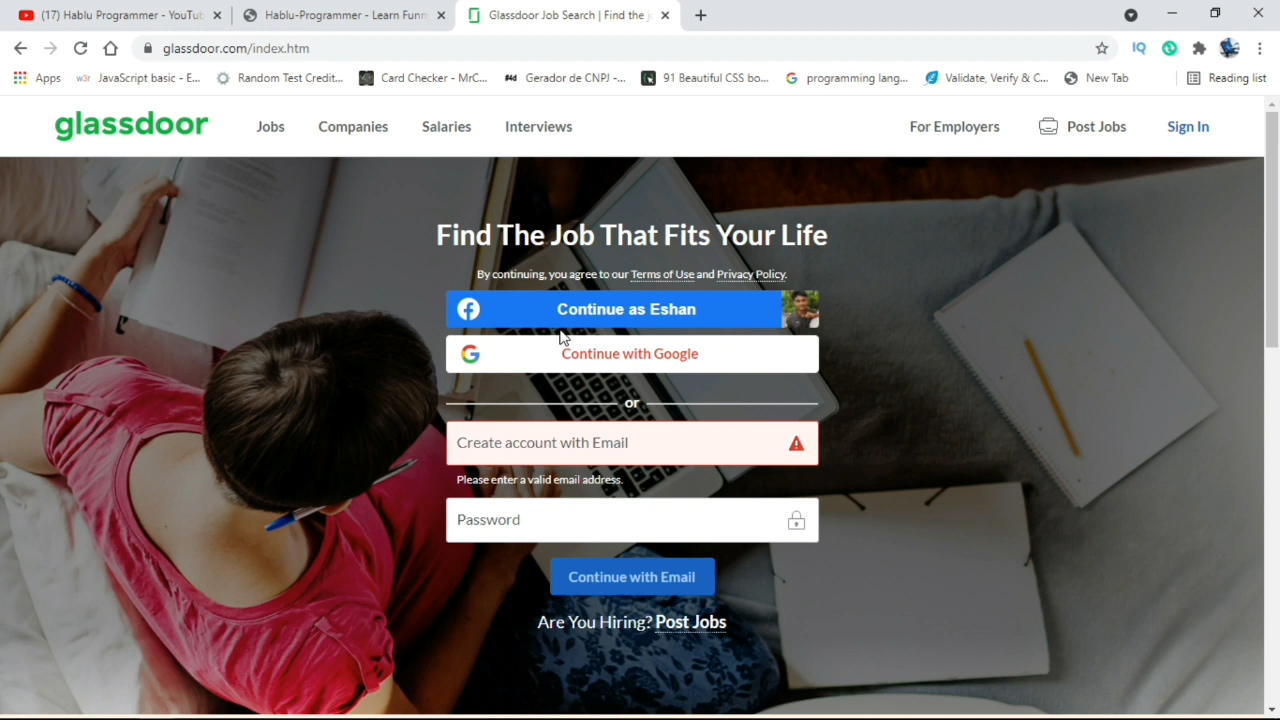 (17) Hablu Programmer - YouTub
Hablu-Programmer - Learn Funn
Glassdoor Job Search | Find the j
glassdoor.com/index.htm
IQ
Apps
w3r JavaScript basic - E...
Random Test Credit...
Card Checker - MrC...
Gerador de CNPJ -...
91 Beautiful CSS bo...
programming lang...
Validate, Verify & C...
New Tab
Reading list
glassdoor
Jobs
Companies
Salaries
Interviews
For Employers
Post Jobs
Sign In
Find The Job That Fits Your Life
By continuing, you agree to our Terms of Use and Privacy Policy.
Continue as Eshan
Continue with Google
or
Create account with Email
Please enter a valid email address.
Password
Continue with Email
Are You Hiring? Post Jobs